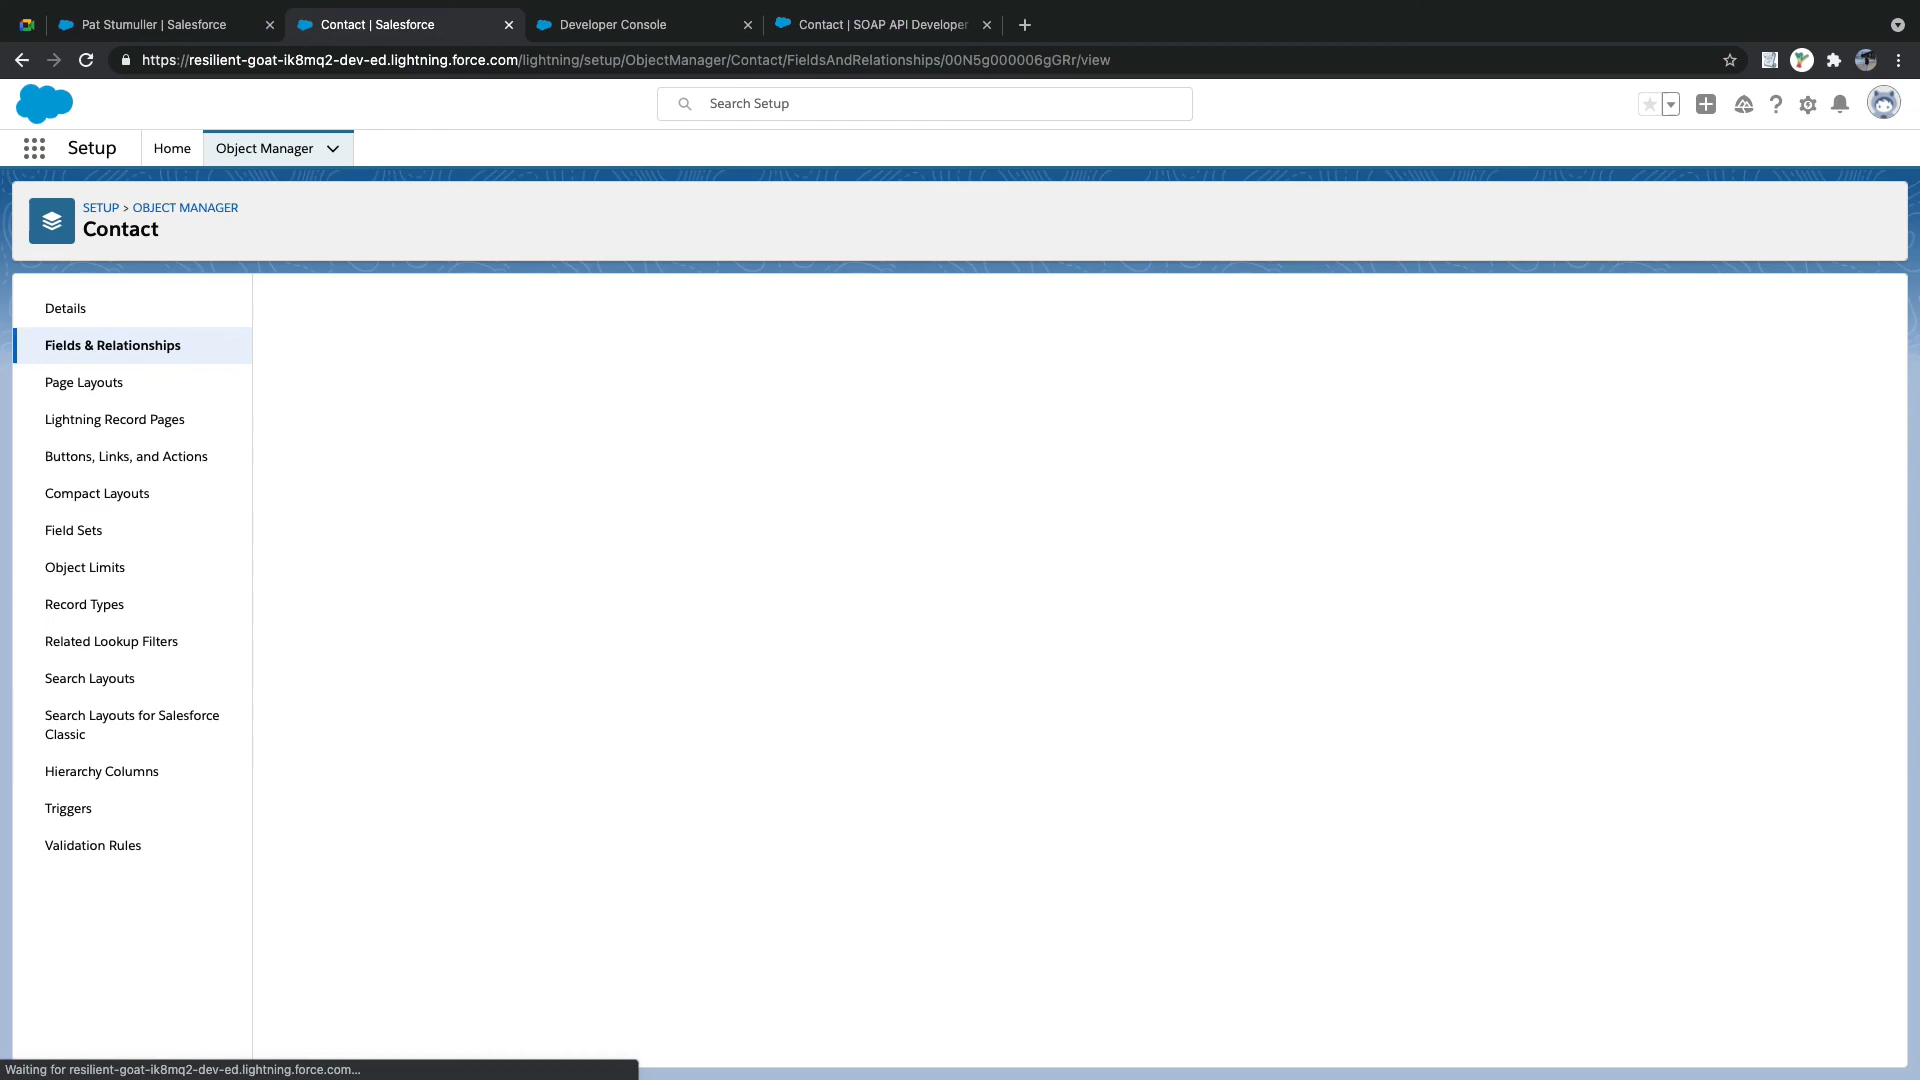 Pat Stumuller | Salesforce
Contact | Salesforce
Developer Console
Contact | SOAP API Developer
https://resilient-goat-ik8mq2-dev-ed.lightning.force.com/lightning/setup/ObjectManager/Contact/FieldsAndRelationships/00N5g000006gGRr/view
Search Setup
Setup
Home
Object Manager
SETUP > OBJECT MANAGER
Contact
Details
Fields & Relationships
Page Layouts
Lightning Record Pages
Buttons, Links, and Actions
Compact Layouts
Field Sets
Object Limits
Record Types
Related Lookup Filters
Search Layouts
Search Layouts for Salesforce
Classic
Hierarchy Columns
Triggers
Validation Rules
Waiting for resilient-goat-ik8mq2-dev-ed.lightning.force.com...